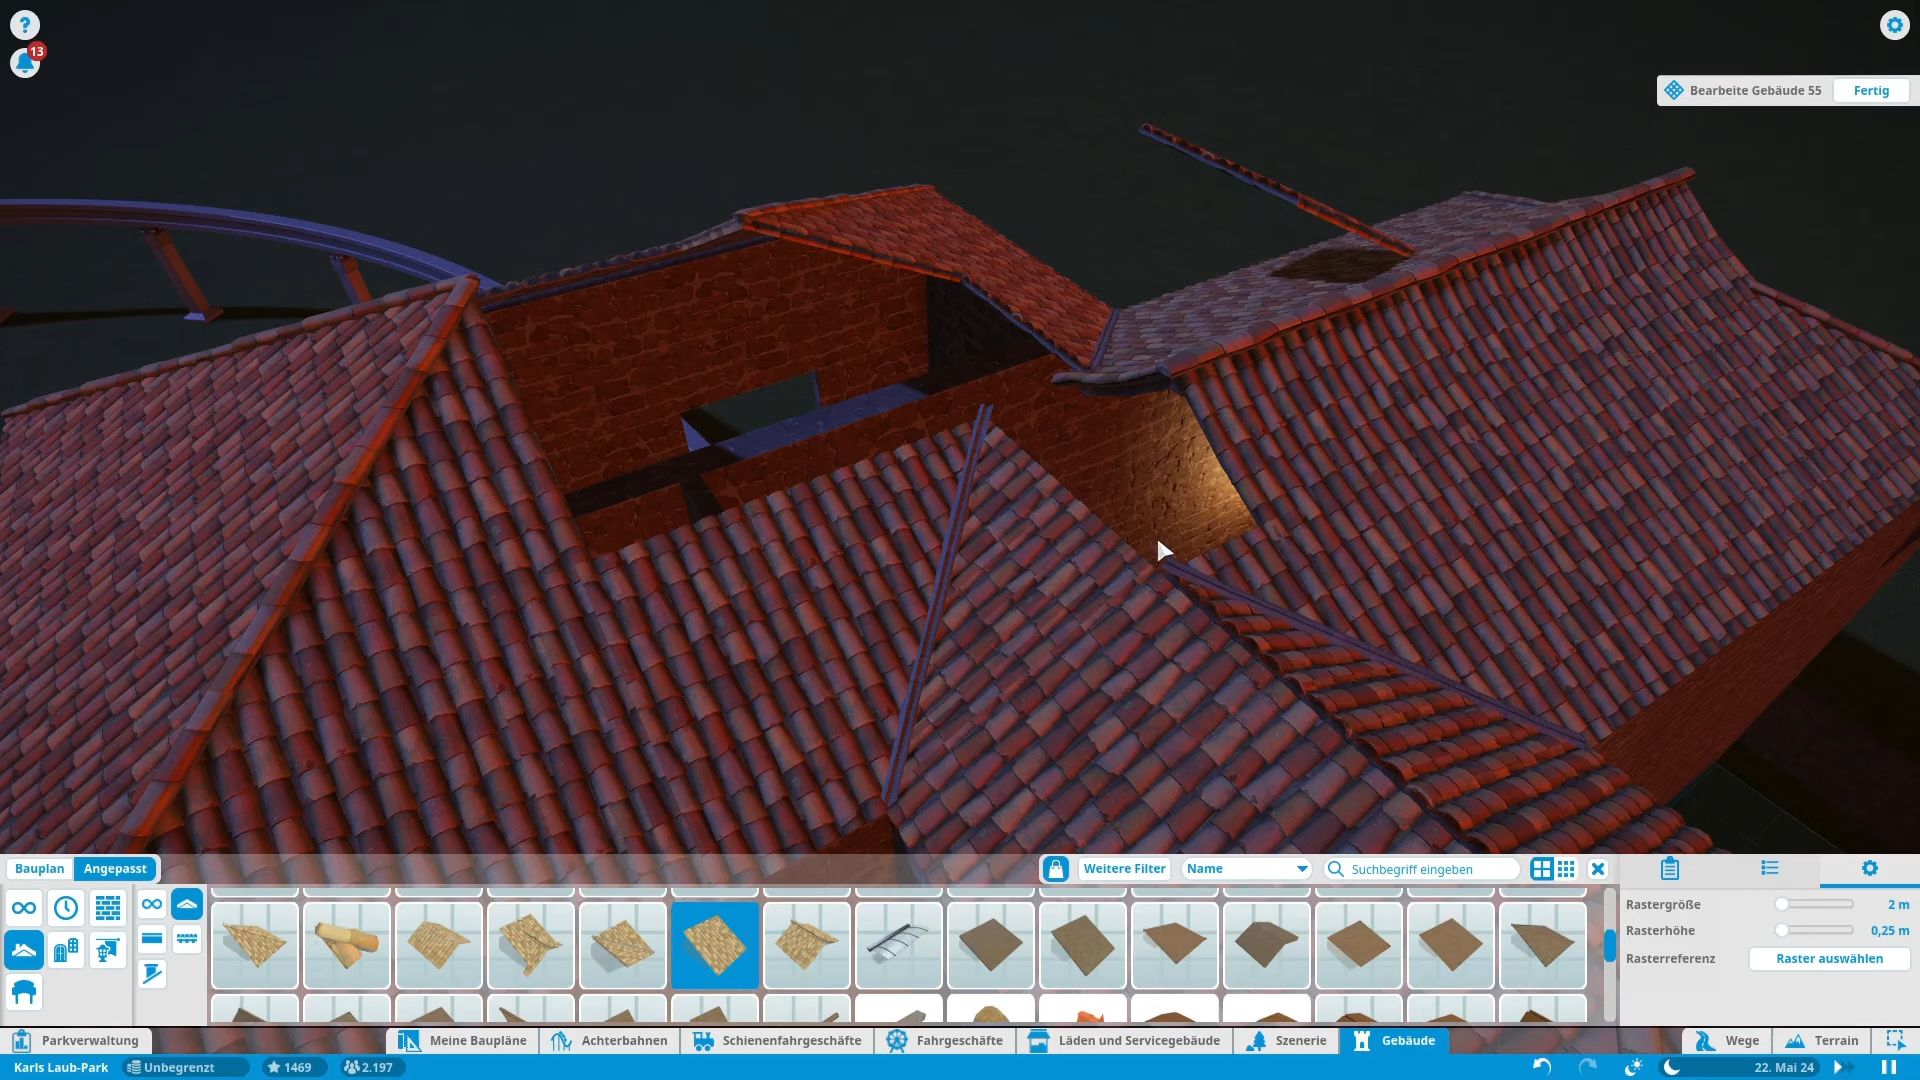 ?
13
Bearbeite Gebäude 55 Fertig
Bauplan Angepasst
Weitere Filter Name Suchbegriff eingeben
Rastergröße 2 m
Rasterhöhe 0,25 m
Rasterreferenz Raster auswählen
Parkverwaltung Meine Baupläne Achterbahnen Schienenfahrgeschäfte Fahrgeschäfte Läden und Servicegebäude Szenerie Gebäude Wege Terrain
Karls Laub-Park Unbegrenzt 1469 2.197 22. Mai 24